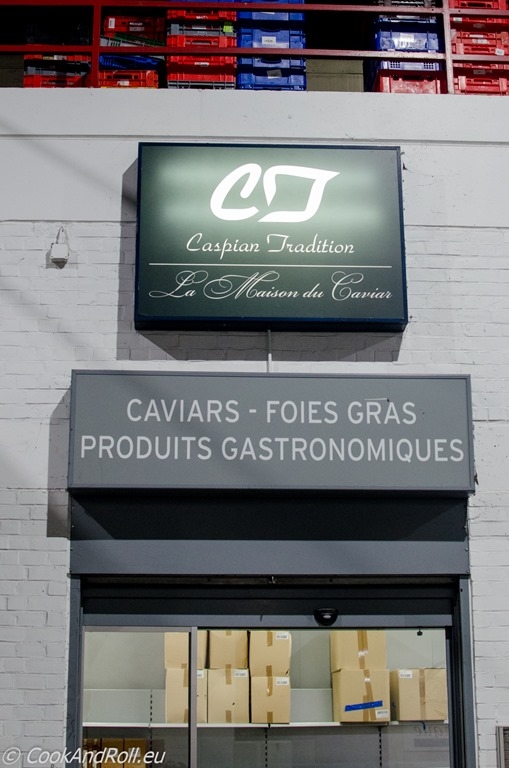 CT
Caspian Tradition
La Maison du Caviar
CAVIARS - FOIES GRAS
PRODUITS GASTRONOMIQUES
© CookAndRoll.eu